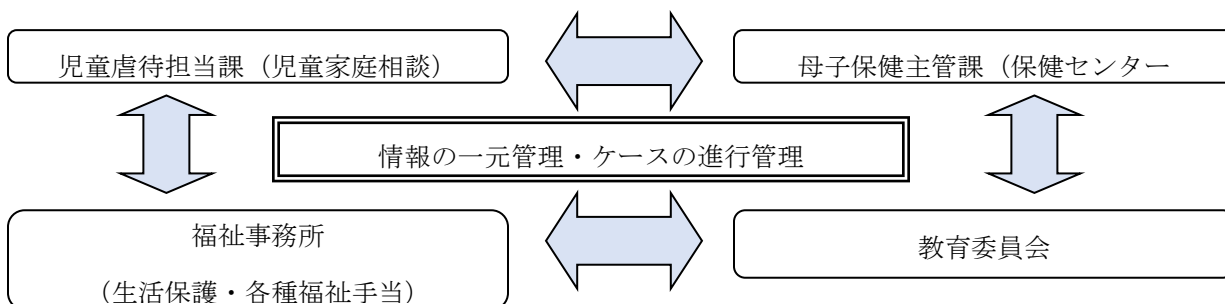 児童虐待担当課（児童家庭相談）
母子保健主管課（保健センター
情報の一元管理・ケースの進行管理
福祉事務所
（生活保護・各種福祉手当）
教育委員会